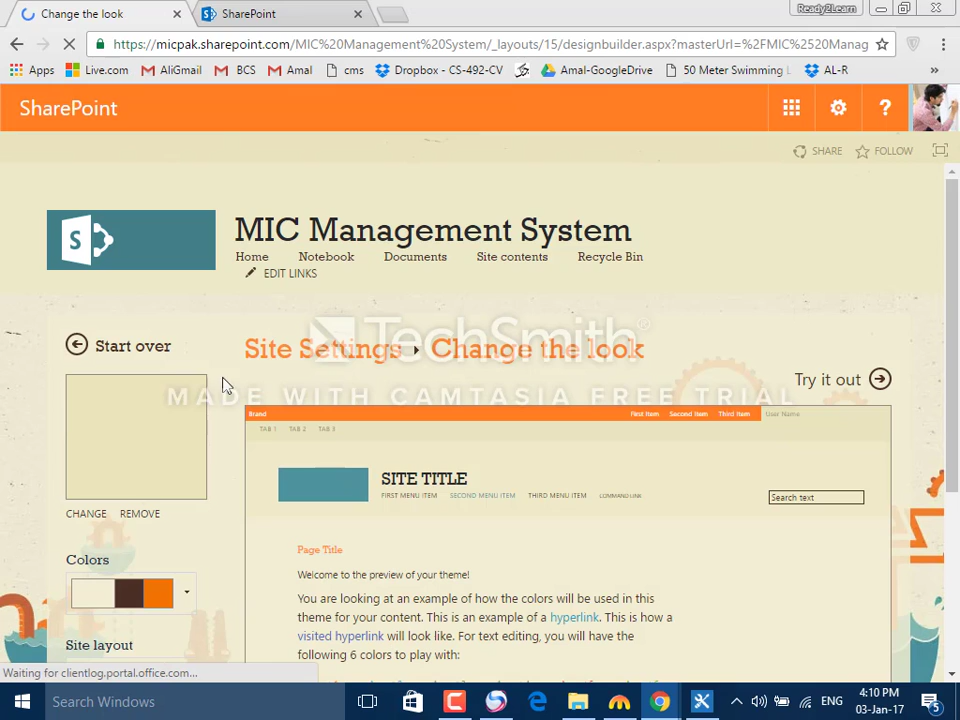 Change the look
SharePoint
Ready2Learn
https://micpak.sharepoint.com/MIC%20Management%20System/_layouts/15/designbuilder.aspx?masterUrl=%2FMIC%2520Manag
Apps
Live.com
AliGmail
BCS
Amal
cms
Dropbox - CS-492-CV
Amal-GoogleDrive
50 Meter Swimming
AL-R
»
SharePoint
?
SHARE
FOLLOW
S
MIC Management System
Home Notebook Documents Site contents Recycle Bin
EDIT LINKS
Start over
Site Settings ▸ Change the look
TechSmith®
MADE WITH CAMTASIA FREE TRIAL
Try it out
Brand
First Item Second Item Third Item
User Name
TAB 1 TAB 2 TAB 3
SITE TITLE
FIRST MENU ITEM SECOND MENU ITEM THIRD MENU ITEM COMMAND LINK
Search text
CHANGE REMOVE
Page Title
Colors
Welcome to the preview of your theme!
You are looking at an example of how the colors will be used in this
theme for your content. This is an example of a hyperlink. This is how a
visited hyperlink will look like. For text editing, you will have the
following 6 colors to play with:
Site layout
Waiting for clientlog.portal.office.com...
Search Windows
ENG
4:10 PM
03-Jan-17
5